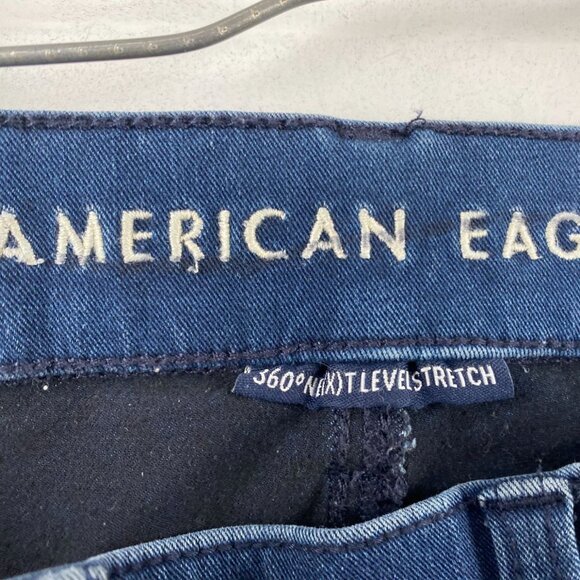 AMERICAN EAG
360° NE(X)T LEVEL STRETCH